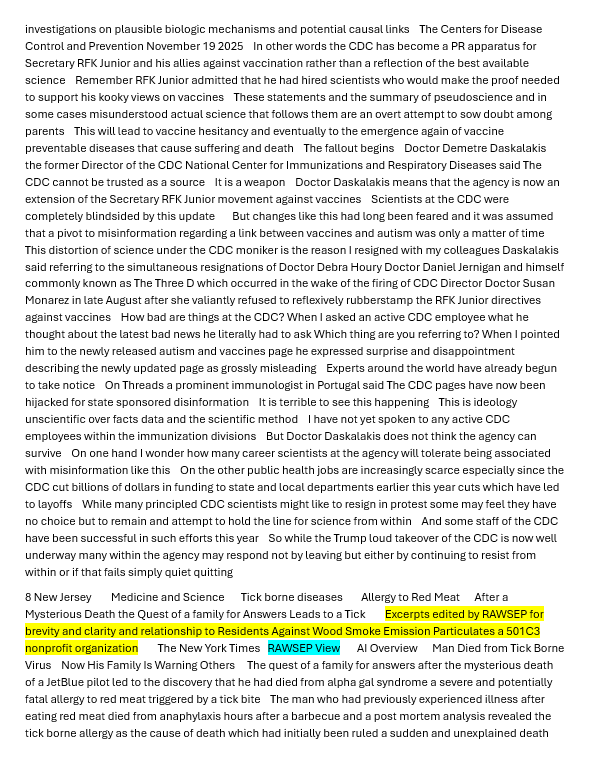 investigations on plausible biologic mechanisms and potential causal links   The Centers for Disease
Control and Prevention November 19 2025   In other words the CDC has become a PR apparatus for
Secretary RFK Junior and his allies against vaccination rather than a reflection of the best available
science   Remember RFK Junior admitted that he had hired scientists who would make the proof needed
to support his kooky views on vaccines   These statements and the summary of pseudoscience and in
some cases misunderstood actual science that follows them are an overt attempt to sow doubt among
parents   This will lead to vaccine hesitancy and eventually to the emergence again of vaccine
preventable diseases that cause suffering and death   The fallout begins   Doctor Demetre Daskalakis
the former Director of the CDC National Center for Immunizations and Respiratory Diseases said The
CDC cannot be trusted as a source   It is a weapon   Doctor Daskalakis means that the agency is now an
extension of the Secretary RFK Junior movement against vaccines   Scientists at the CDC were
completely blindsided by this update     But changes like this had long been feared and it was assumed
that a pivot to misinformation regarding a link between vaccines and autism was only a matter of time
This distortion of science under the CDC moniker is the reason I resigned with my colleagues Daskalakis
said referring to the simultaneous resignations of Doctor Debra Houry Doctor Daniel Jernigan and himself
commonly known as The Three D which occurred in the wake of the firing of CDC Director Doctor Susan
Monarez in late August after she valiantly refused to reflexively rubberstamp the RFK Junior directives
against vaccines   How bad are things at the CDC? When I asked an active CDC employee what he
thought about the latest bad news he literally had to ask Which thing are you referring to? When I pointed
him to the newly released autism and vaccines page he expressed surprise and disappointment
describing the newly updated page as grossly misleading   Experts around the world have already begun
to take notice   On Threads a prominent immunologist in Portugal said The CDC pages have now been
hijacked for state sponsored disinformation   It is terrible to see this happening   This is ideology
unscientific over facts data and the scientific method   I have not yet spoken to any active CDC
employees within the immunization divisions   But Doctor Daskalakis does not think the agency can
survive   On one hand I wonder how many career scientists at the agency will tolerate being associated
with misinformation like this   On the other public health jobs are increasingly scarce especially since the
CDC cut billions of dollars in funding to state and local departments earlier this year cuts which have led
to layoffs   While many principled CDC scientists might like to resign in protest some may feel they have
no choice but to remain and attempt to hold the line for science from within   And some staff of the CDC
have been successful in such efforts this year   So while the Trump loud takeover of the CDC is now well
underway many within the agency may respond not by leaving but either by continuing to resist from
within or if that fails simply quiet quitting
8 New Jersey     Medicine and Science    Tick borne diseases     Allergy to Red Meat    After a
Mysterious Death the Quest of a family for Answers Leads to a Tick     Excerpts edited by RAWSEP for
brevity and clarity and relationship to Residents Against Wood Smoke Emission Particulates a 501C3
nonprofit organization     The New York Times  RAWSEP View     AI Overview     Man Died from Tick Borne
Virus   Now His Family Is Warning Others    The quest of a family for answers after the mysterious death
of a JetBlue pilot led to the discovery that he had died from alpha gal syndrome a severe and potentially
fatal allergy to red meat triggered by a tick bite   The man who had previously experienced illness after
eating red meat died from anaphylaxis hours after a barbecue and a post mortem analysis revealed the
tick borne allergy as the cause of death which had initially been ruled a sudden and unexplained death